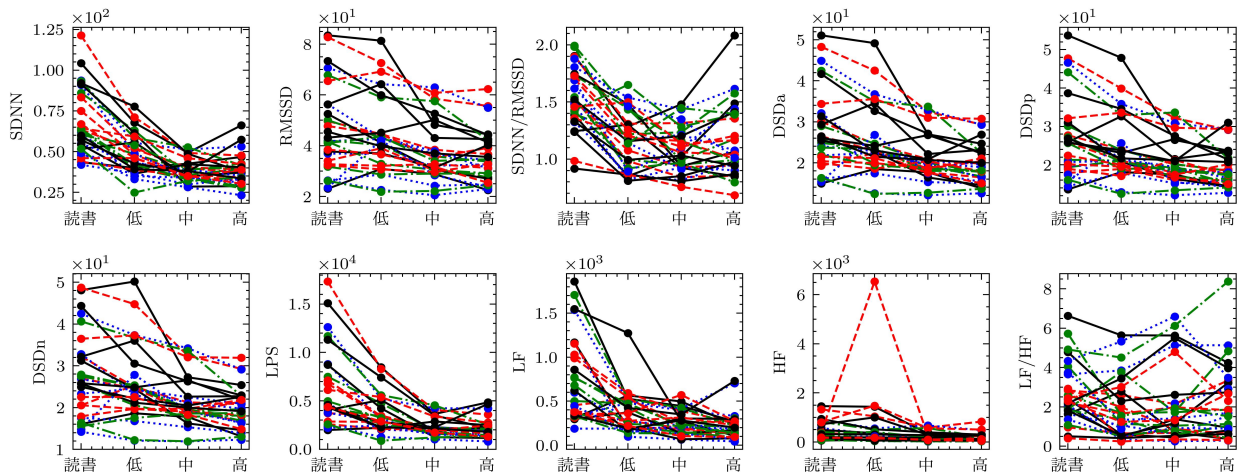 ×10² ×10¹ ×10¹ ×10¹
SDNN 1.25 1.00 0.75 0.50 0.25
RMSSD 8 6 4 2
SDNN/RMSSD 2.0 1.5 1.0
DSDa 5 4 3 2
DSDp 5 4 3 2
読書 低 中 高 読書 低 中 高 読書 低 中 高 読書 低 中 高 読書 低 中 高
×10¹ ×10⁴ ×10³ ×10³
DSDn 5 4 3 2 1
LPS 1.5 1.0 0.5 0.0
LF 1.5 1.0 0.5 0.0
HF 6 4 2 0
LF/HF 8 6 4 2 0
読書 低 中 高 読書 低 中 高 読書 低 中 高 読書 低 中 高 読書 低 中 高